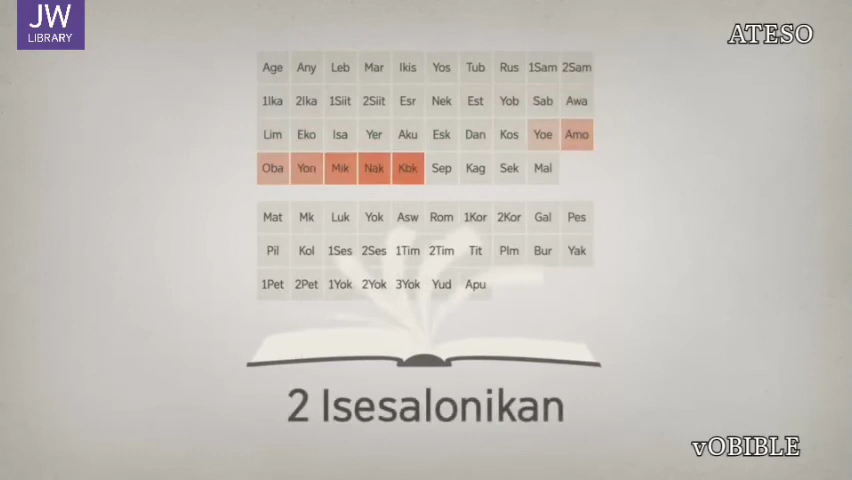 JW
LIBRARY
ATESO
Age Any Leb Mar Ikis Yos Tub Rus 1Sam 2Sam
1Ika 2Ika 1Siit 2Siit Esr Nek Est Yob Sab Awa
Lim Eko Isa Yer Aku Esk Dan Kos Yoe Amo
Oba Yon Mik Nak Kbk Sep Kag Sek Mal
Mat Mk Luk Yok Asw Rom 1Kor 2Kor Gal Pes
Pil Kol 1Ses 2Ses 1Tim 2Tim Tit Plm Bur Yak
1Pet 2Pet 1Yok 2Yok 3Yok Yud Apu
2 Isesalonikan
vOBIBLE